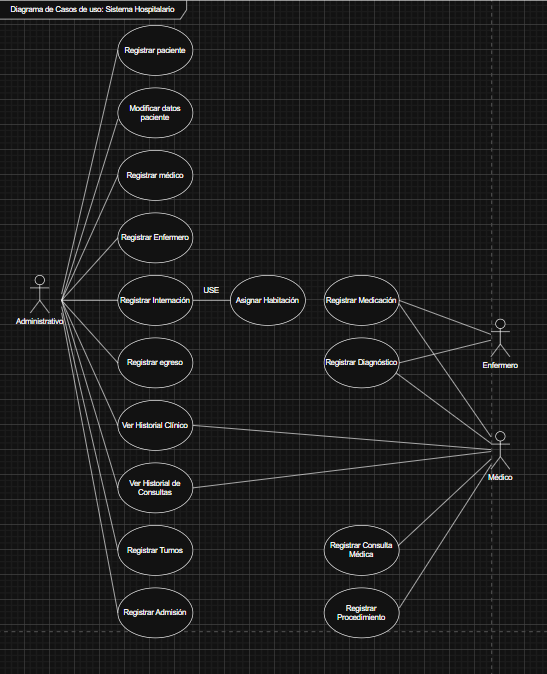 Diagrama de Casos de uso: Sistema Hospitalario
Registrar paciente
Modificar datos
paciente
Registrar médico
Registrar Enfermero
Registrar Internación
USE
Asignar Habitación
Registrar Medicación
Administrativo
Registrar egreso
Registrar Diagnóstico
Enfermero
Ver Historial Clínico
Ver Historial de
Consultas
Médico
Registrar Turnos
Registrar Consulta
Médica
Registrar Admisión
Registrar
Procedimiento